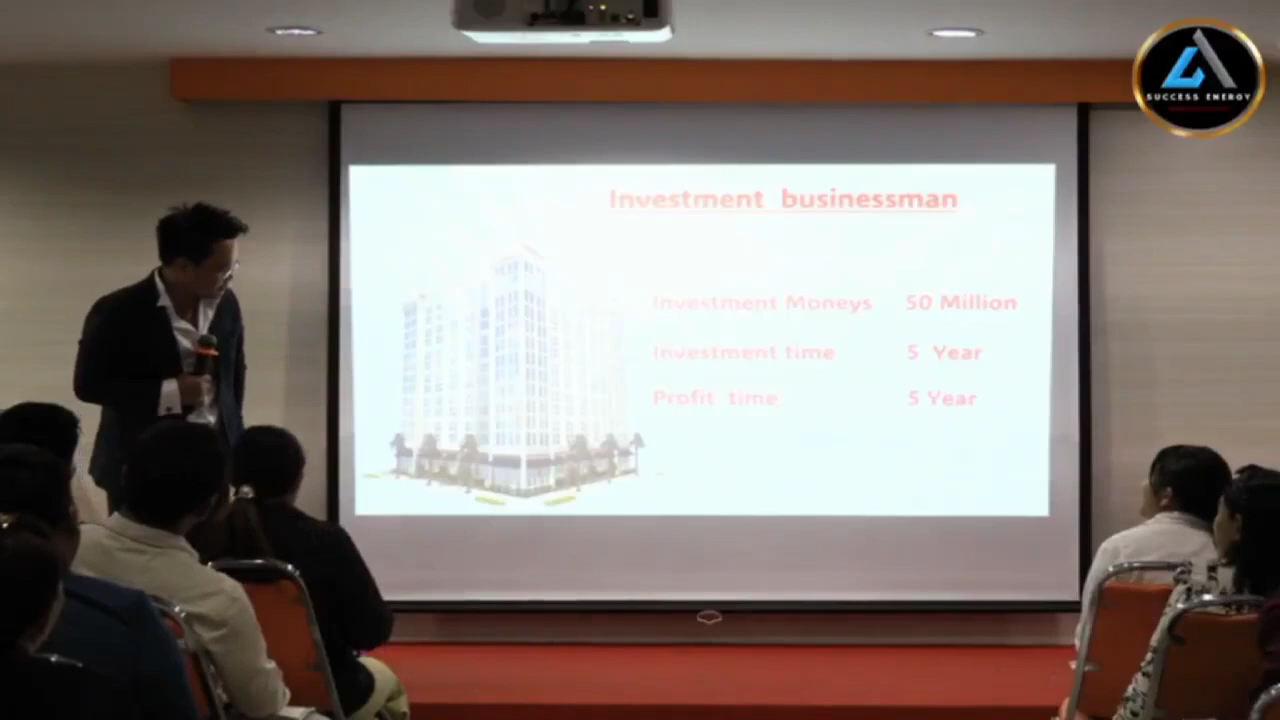 SUCCESS ENERGY
Investment businessman
Investment Moneys 50 Million
Investment time 5 Year
Profit time 5 Year